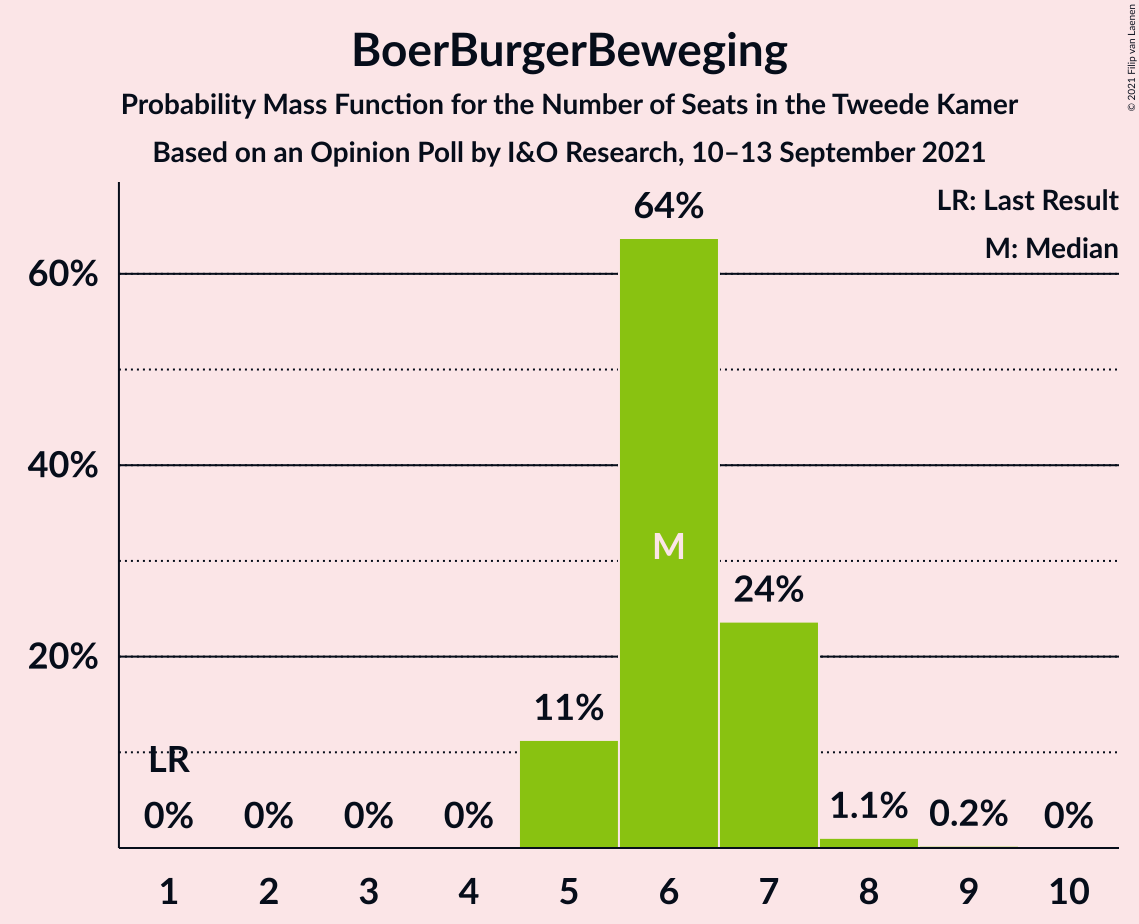 BoerBurgerBeweging
Probability Mass Function for the Number of Seats in the Tweede Kamer
Based on an Opinion Poll by I&O Research, 10–13 September 2021
© 2021 Filip van Laenen
LR: Last Result
M: Median
60%
40%
20%
LR
0%
0%
0%
0%
11%
64%
M
24%
1.1%
0.2%
0%
1 2 3 4 5 6 7 8 9 10